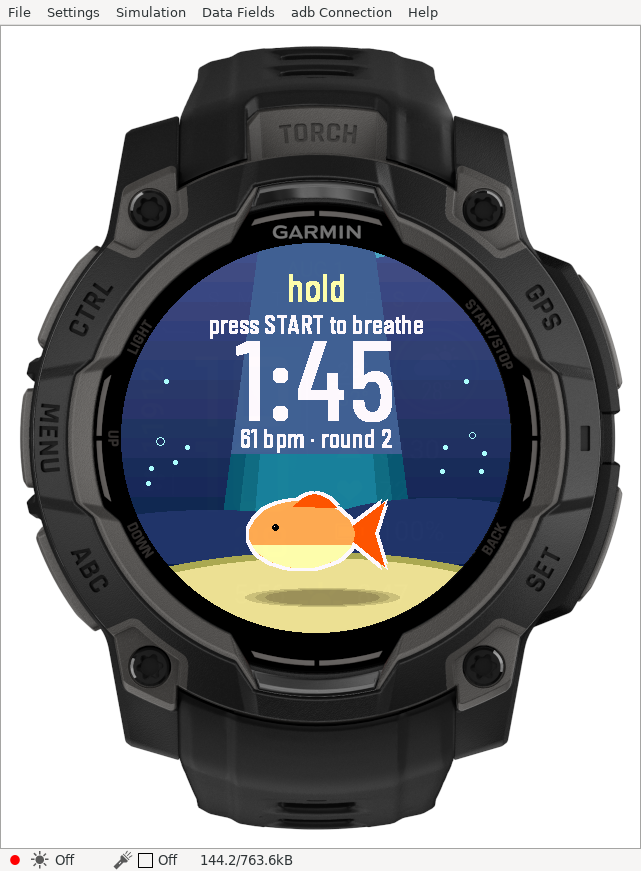 File Settings Simulation Data Fields adb Connection Help
TORCH
GARMIN
CTRL
LIGHT
GPS
START/STOP
hold
press START to breathe
1:45
61 bpm · round 2
MENU
UP
DOWN
BACK
ABC
SET
Off Off 144.2/763.6kB